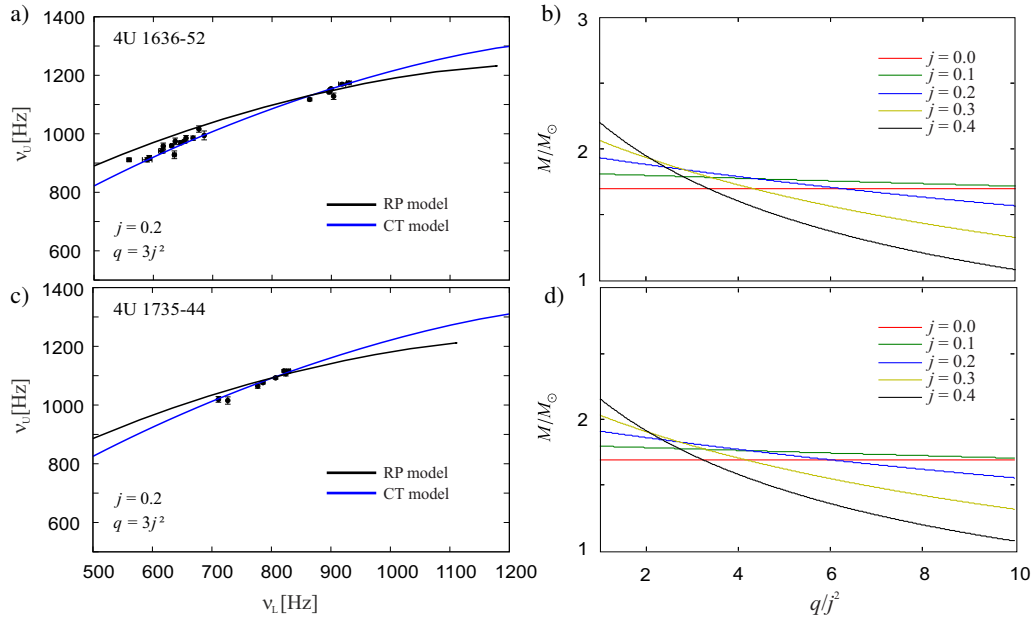 a)
1400
1200
1000
800
600
ν_U[Hz]
4U 1636-52
RP model
CT model
j = 0.2
q = 3j²
b)
3
2
1
M/M_⊙
j = 0.0
j = 0.1
j = 0.2
j = 0.3
j = 0.4
c)
1400
1200
1000
800
600
ν_U[Hz]
4U 1735-44
RP model
CT model
j = 0.2
q = 3j²
500 600 700 800 900 1000 1100 1200
ν_L[Hz]
d)
2
1
M/M_⊙
j = 0.0
j = 0.1
j = 0.2
j = 0.3
j = 0.4
2 4 6 8 10
q/j²